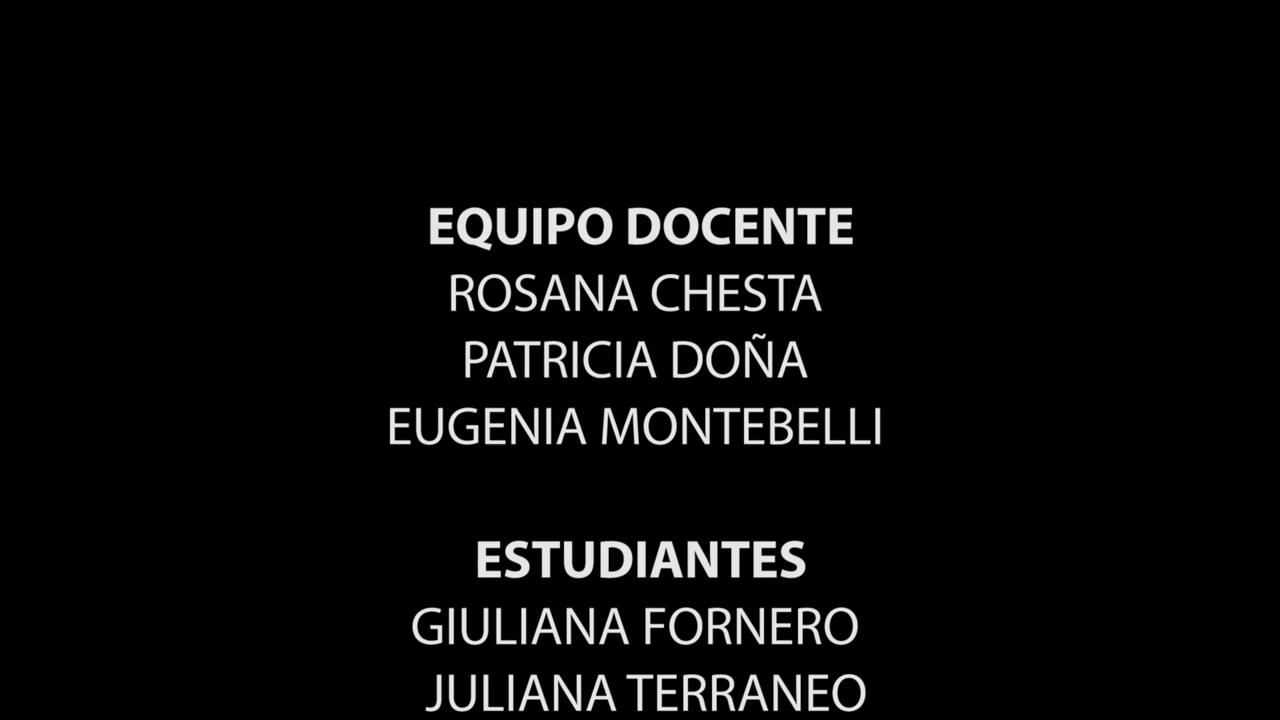 EQUIPO DOCENTE
ROSANA CHESTA
PATRICIA DOÑA
EUGENIA MONTEBELLI
ESTUDIANTES
GIULIANA FORNERO
JULIANA TERRANEO